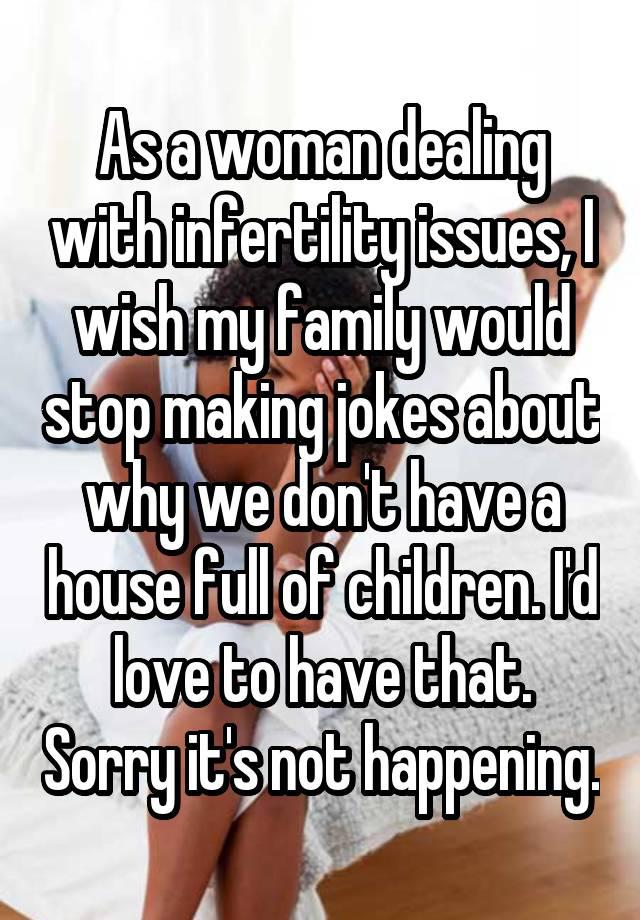 As a woman dealing
with infertility issues, I
wish my family would
stop making jokes about
why we don't have a
house full of children. I'd
love to have that.
Sorry it's not happening.